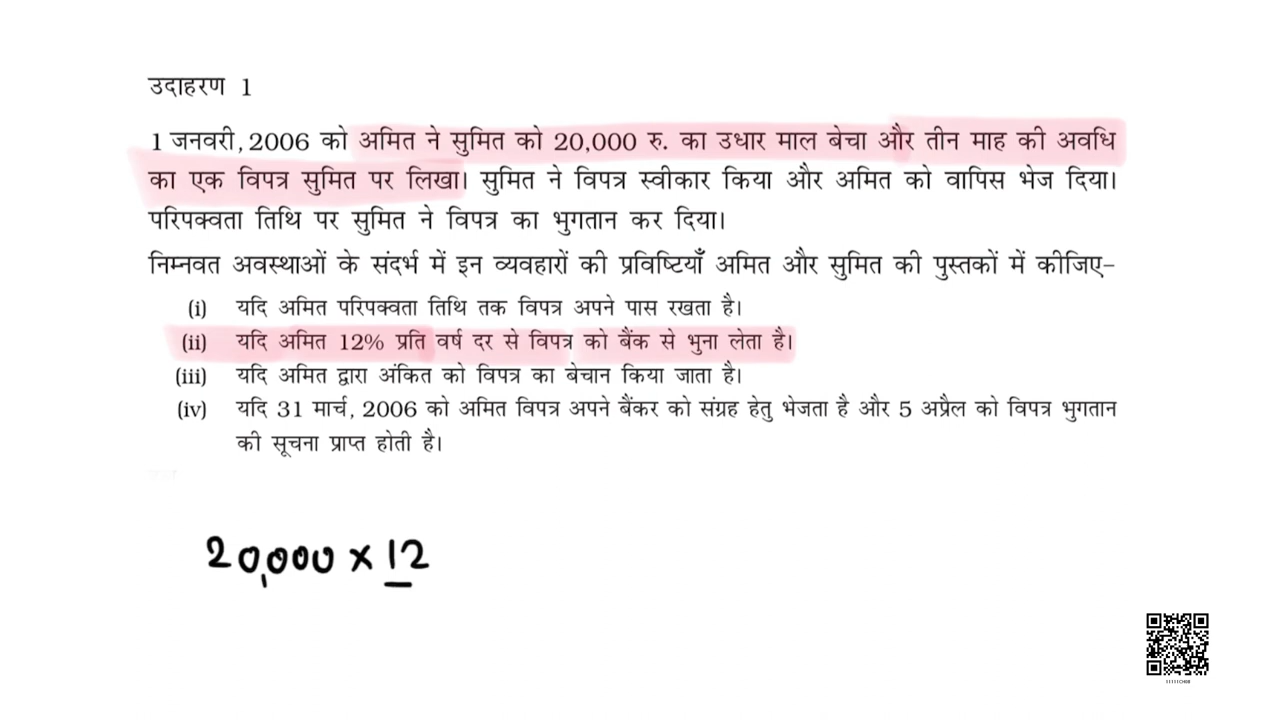 उदाहरण 1
1 जनवरी, 2006 को अमित ने सुमित को 20,000 रु. का उधार माल बेचा और तीन माह की अवधि
का एक विपत्र सुमित पर लिखा। सुमित ने विपत्र स्वीकार किया और अमित को वापिस भेज दिया।
परिपक्वता तिथि पर सुमित ने विपत्र का भुगतान कर दिया।
निम्नवत अवस्थाओं के संदर्भ में इन व्यवहारों की प्रविष्टियाँ अमित और सुमित की पुस्तकों में कीजिए–
(i) यदि अमित परिपक्वता तिथि तक विपत्र अपने पास रखता है।
(ii) यदि अमित 12% प्रति वर्ष दर से विपत्र को बैंक से भुना लेता है।
(iii) यदि अमित द्वारा अंकित को विपत्र का बेचान किया जाता है।
(iv) यदि 31 मार्च, 2006 को अमित विपत्र अपने बैंकर को संग्रह हेतु भेजता है और 5 अप्रैल को विपत्र भुगतान
की सूचना प्राप्त होती है।
20,000 × 12